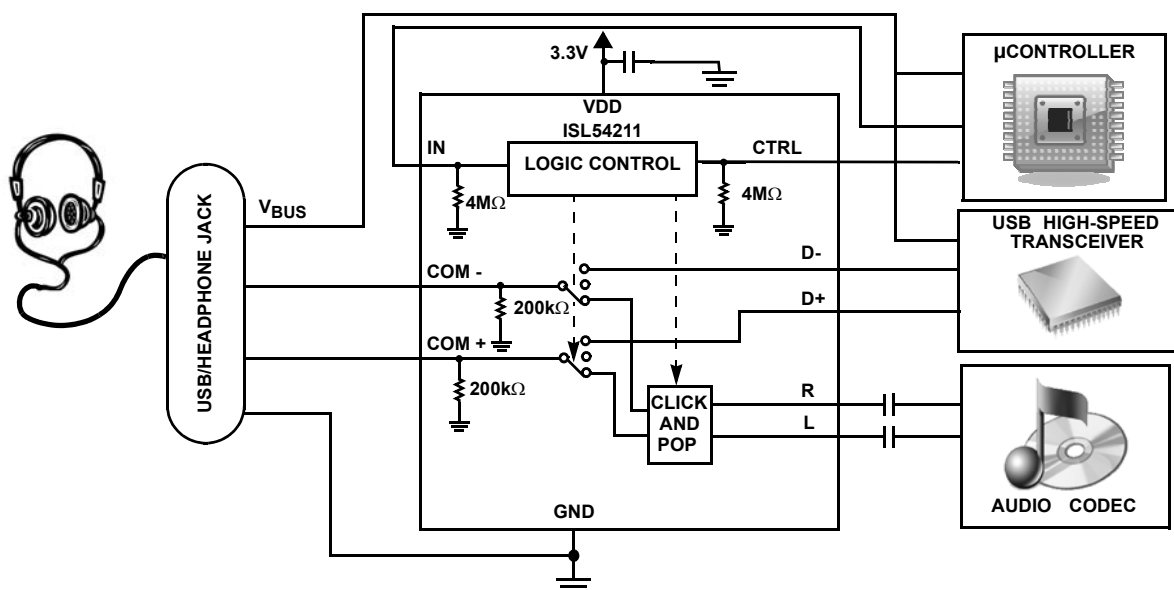 3.3V
µCONTROLLER
VDD
ISL54211
IN
LOGIC CONTROL
CTRL
4MΩ
4MΩ
USB/HEADPHONE JACK
VBUS
USB HIGH-SPEED
TRANSCEIVER
COM -
D-
200kΩ
D+
COM +
200kΩ
CLICK
AND
POP
R
L
AUDIO CODEC
GND